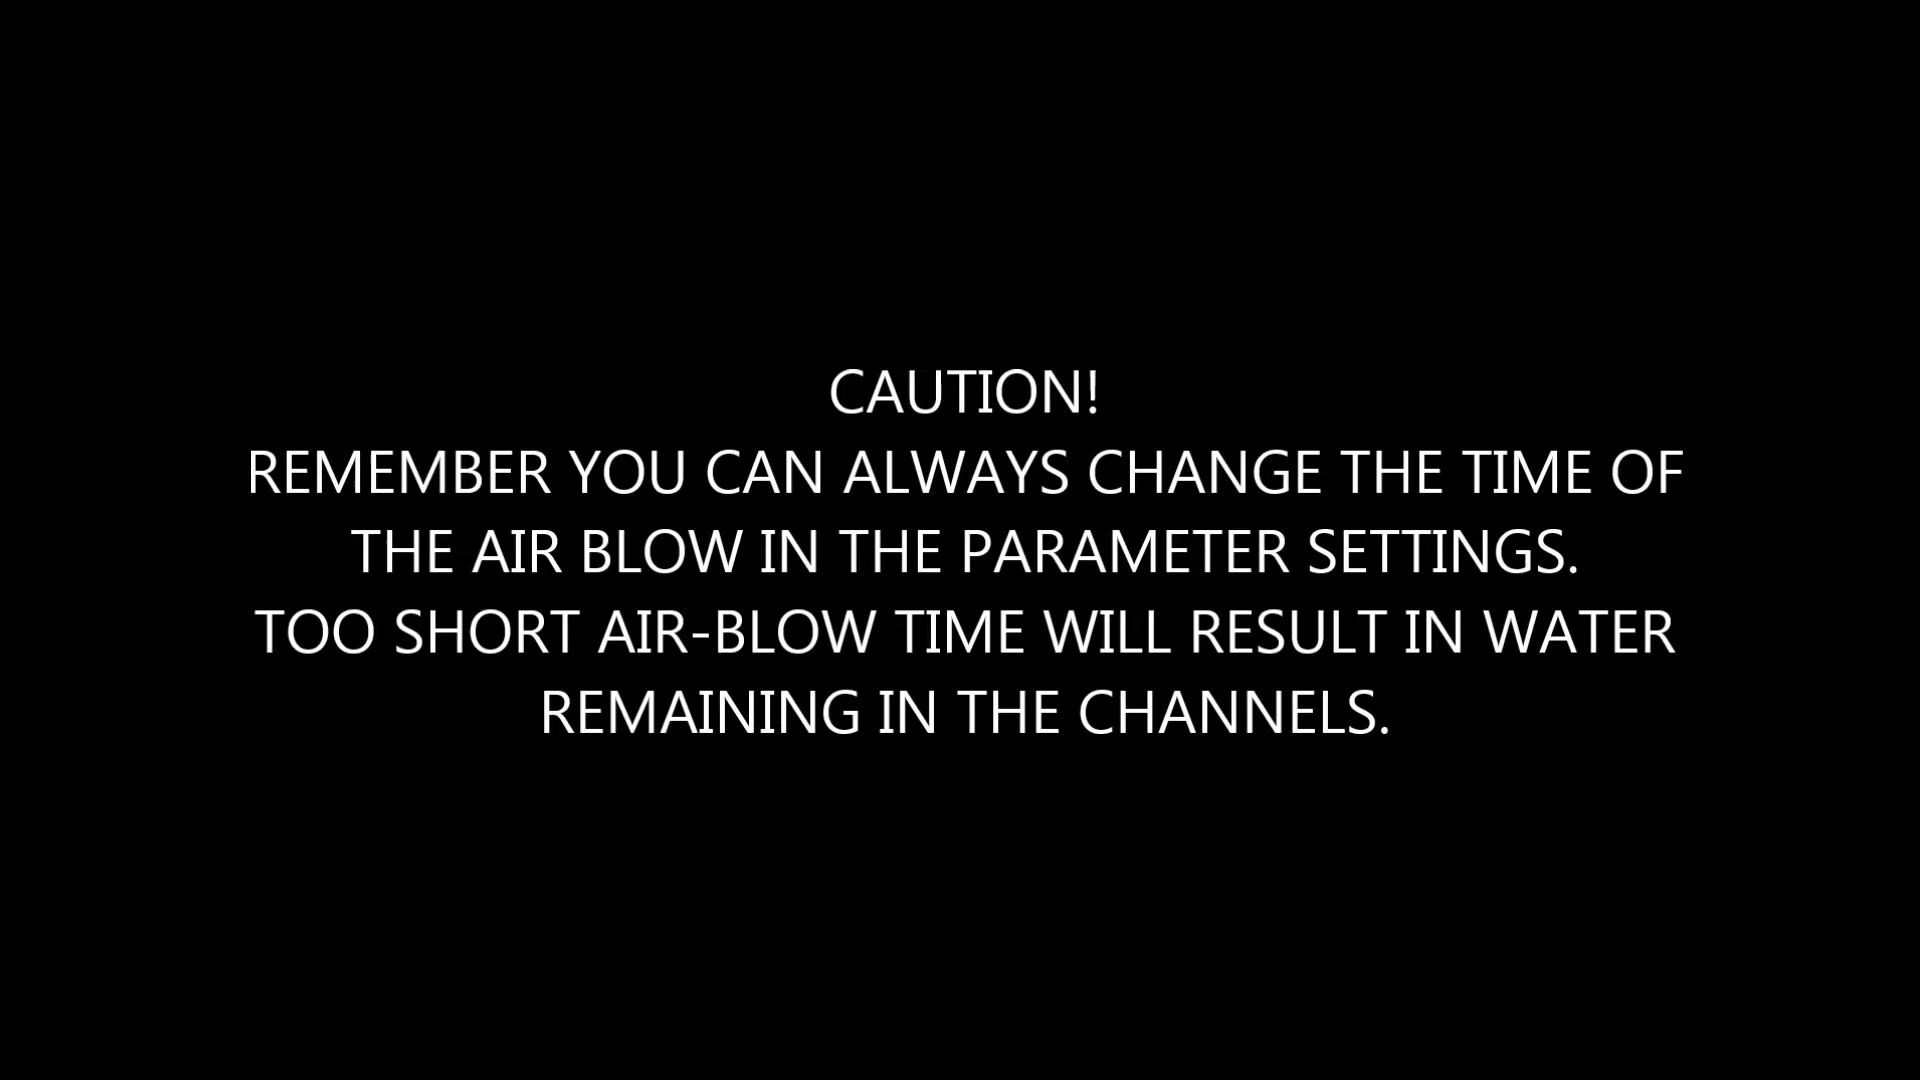 CAUTION!
REMEMBER YOU CAN ALWAYS CHANGE THE TIME OF
THE AIR BLOW IN THE PARAMETER SETTINGS.
TOO SHORT AIR-BLOW TIME WILL RESULT IN WATER
REMAINING IN THE CHANNELS.